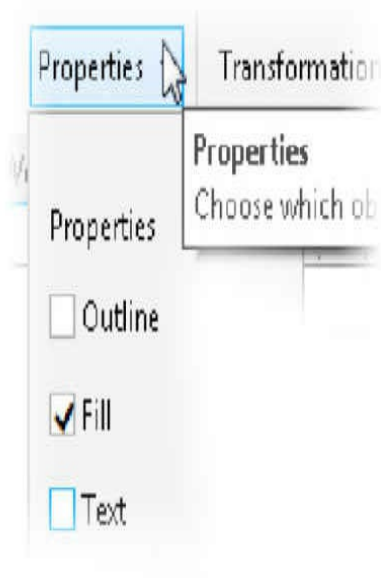 Properties Transformation
Properties
Choose which ob
Properties
Outline
Fill
Text